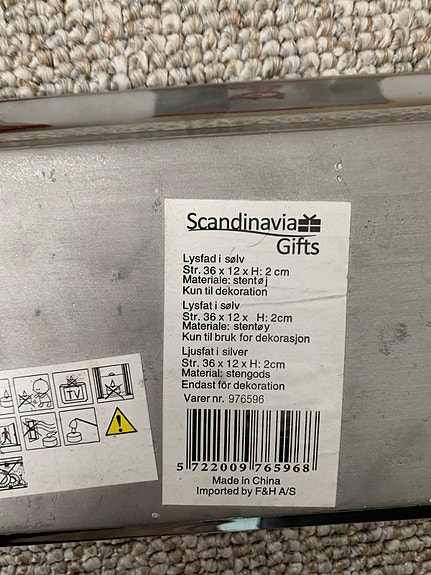 Scandinavia
Gifts
Lysfad i sølv
Str. 36 x 12 x H: 2 cm
Materiale: stentøj
Kun til dekoration
Lysfat i sølv
Str. 36 x 12 x H: 2cm
Materiale: stentøy
Kun til bruk for dekorasjon
Ljusfat i silver
Str. 36 x 12 x H: 2cm
Material: stengods
Endast för dekoration
Varer nr. 976596
5 722009 765968
Made in China
Imported by F&H A/S
TV